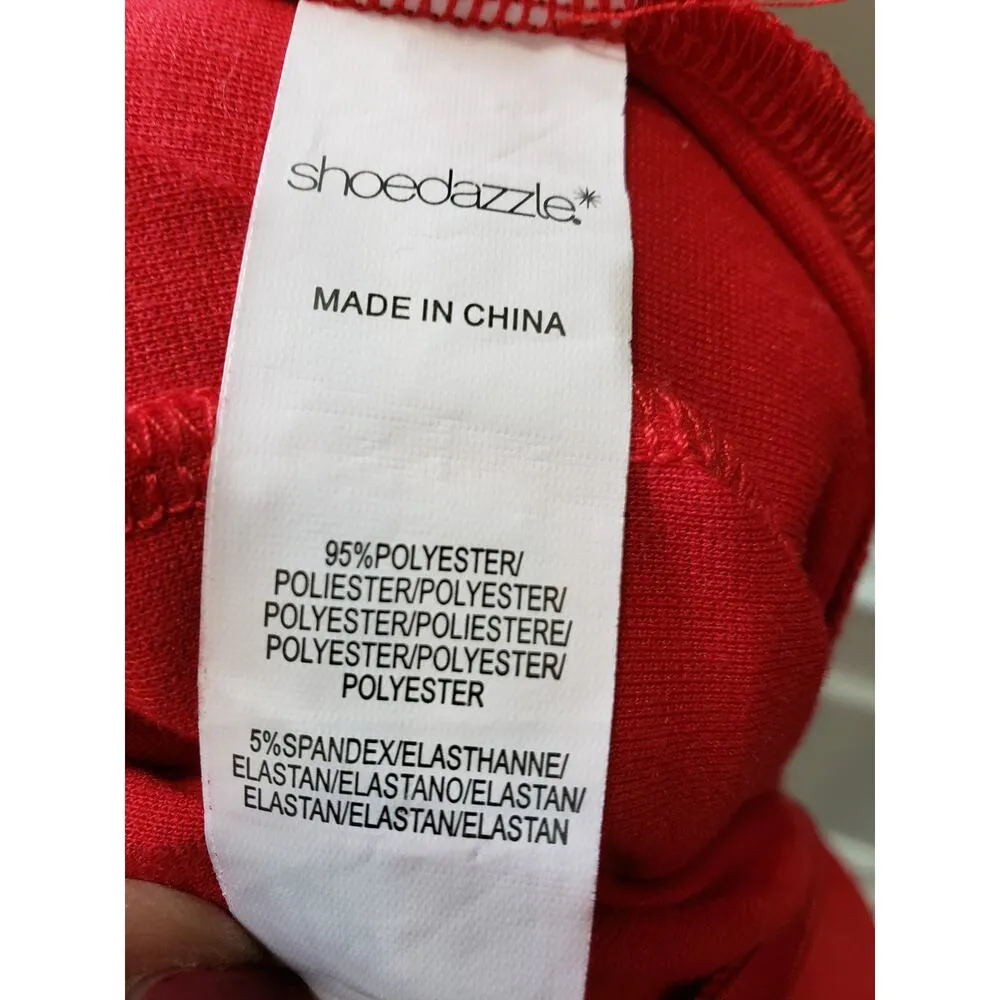 shoedazzle.*
MADE IN CHINA
95%POLYESTER/
POLIESTER/POLYESTER/
POLYESTER/POLIESTERE/
POLYESTER/POLYESTER/
POLYESTER
5%SPANDEX/ELASTHANNE/
ELASTAN/ELASTANO/ELASTAN/
ELASTAN/ELASTAN/ELASTAN